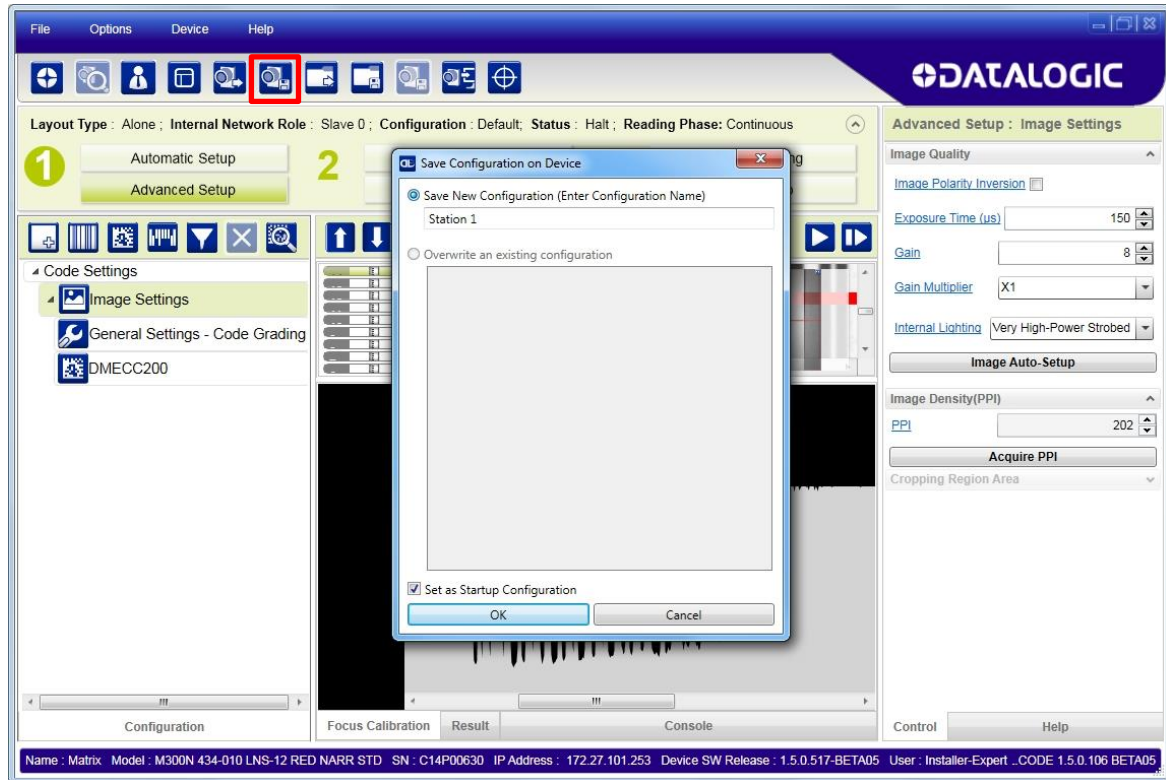 File Options Device Help
DATALOGIC
Layout Type : Alone ; Internal Network Role : Slave 0 ; Configuration : Default; Status : Halt ; Reading Phase: Continuous
1
Automatic Setup
Advanced Setup
2
ng
Save Configuration on Device
Save New Configuration (Enter Configuration Name)
Station 1
Overwrite an existing configuration
Set as Startup Configuration
OK Cancel
Code Settings
Image Settings
General Settings - Code Grading
DMECC200
Configuration
Focus Calibration Result Console
Advanced Setup : Image Settings
Image Quality
Image Polarity Inversion
Exposure Time (µs) 150
Gain 8
Gain Multiplier X1
Internal Lighting Very High-Power Strobed
Image Auto-Setup
Image Density(PPI)
PPI 202
Acquire PPI
Cropping Region Area
Control Help
Name : Matrix Model : M300N 434-010 LNS-12 RED NARR STD SN : C14P00630 IP Address : 172.27.101.253 Device SW Release : 1.5.0.517-BETA05 User : Installer-Expert _CODE 1.5.0.106 BETA05